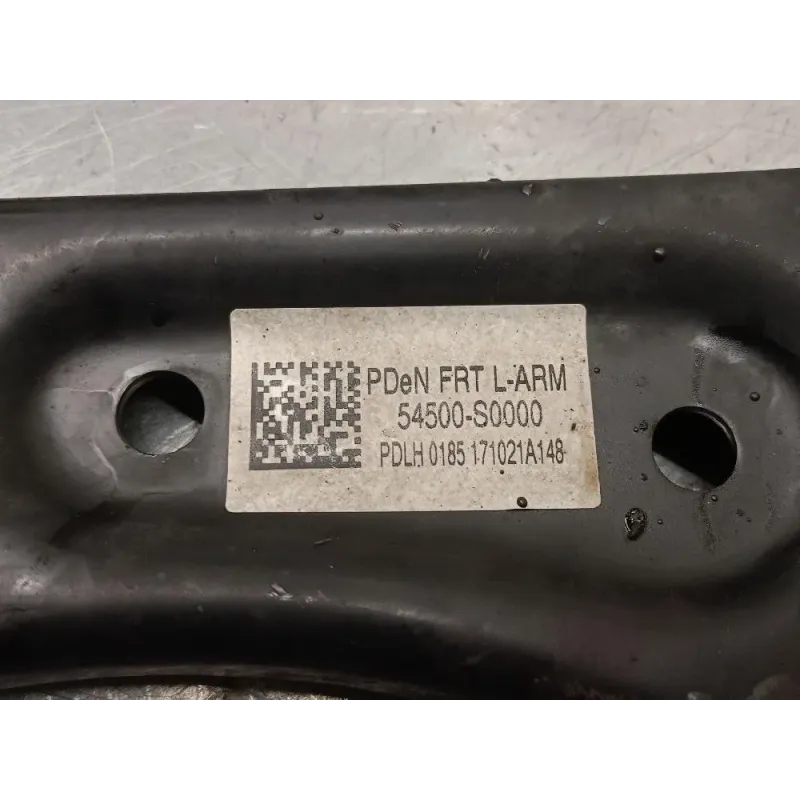 PDeN FRT L-ARM
54500-S0000
PDLH 0185 171021A148